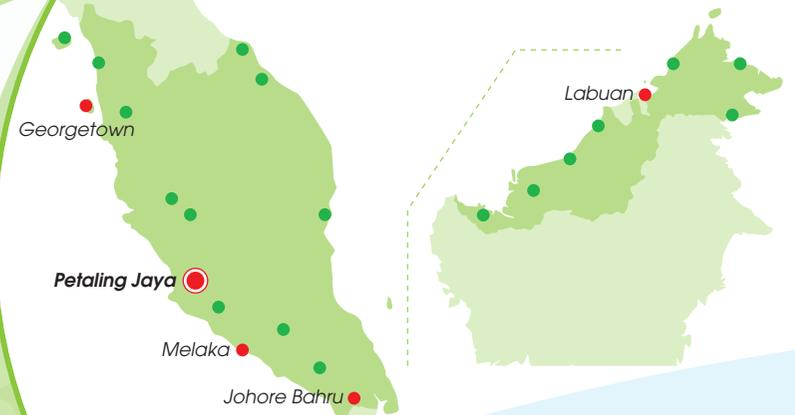 Georgetown
Petaling Jaya
Melaka
Johore Bahru
Labuan